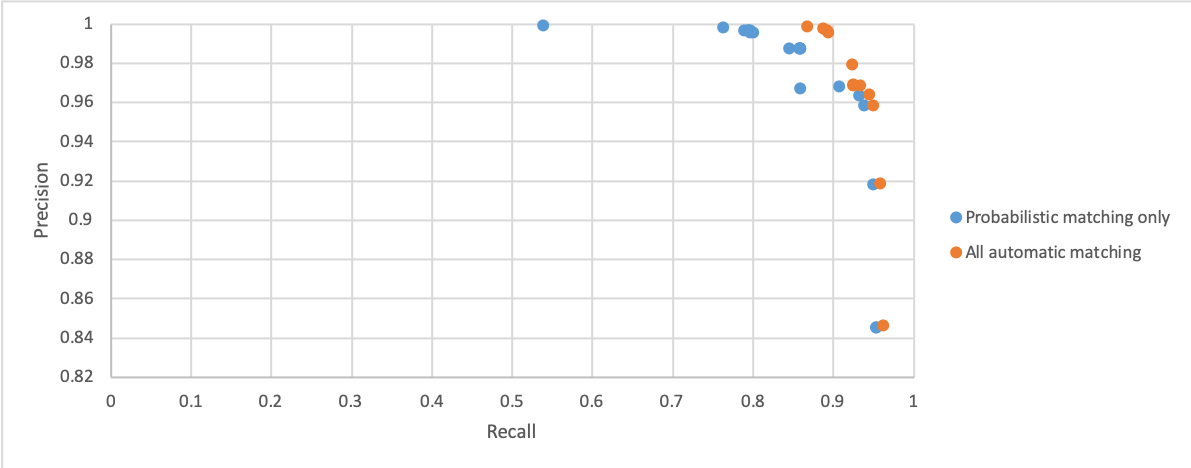 1
0.98
0.96
0.94
0.92
0.9
0.88
0.86
0.84
0.82
Precision
0 0.1 0.2 0.3 0.4 0.5 0.6 0.7 0.8 0.9 1
Recall
Probabilistic matching only
All automatic matching